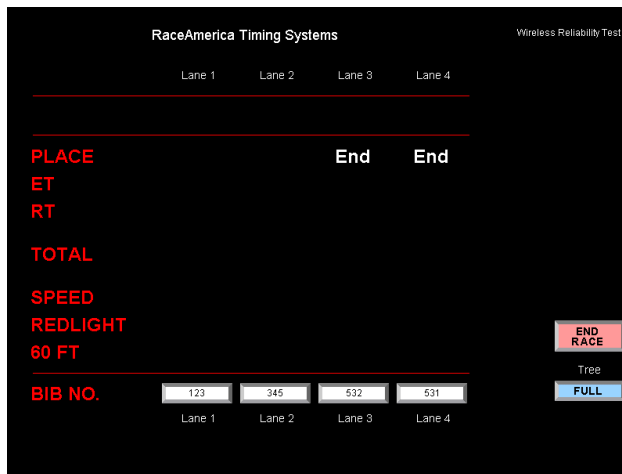 RaceAmerica Timing Systems Wireless Reliability Test
Lane 1 Lane 2 Lane 3 Lane 4
PLACE End End
ET
RT
TOTAL
SPEED
REDLIGHT
60 FT
END
RACE
Tree
BIB NO. 123 345 532 531 FULL
Lane 1 Lane 2 Lane 3 Lane 4